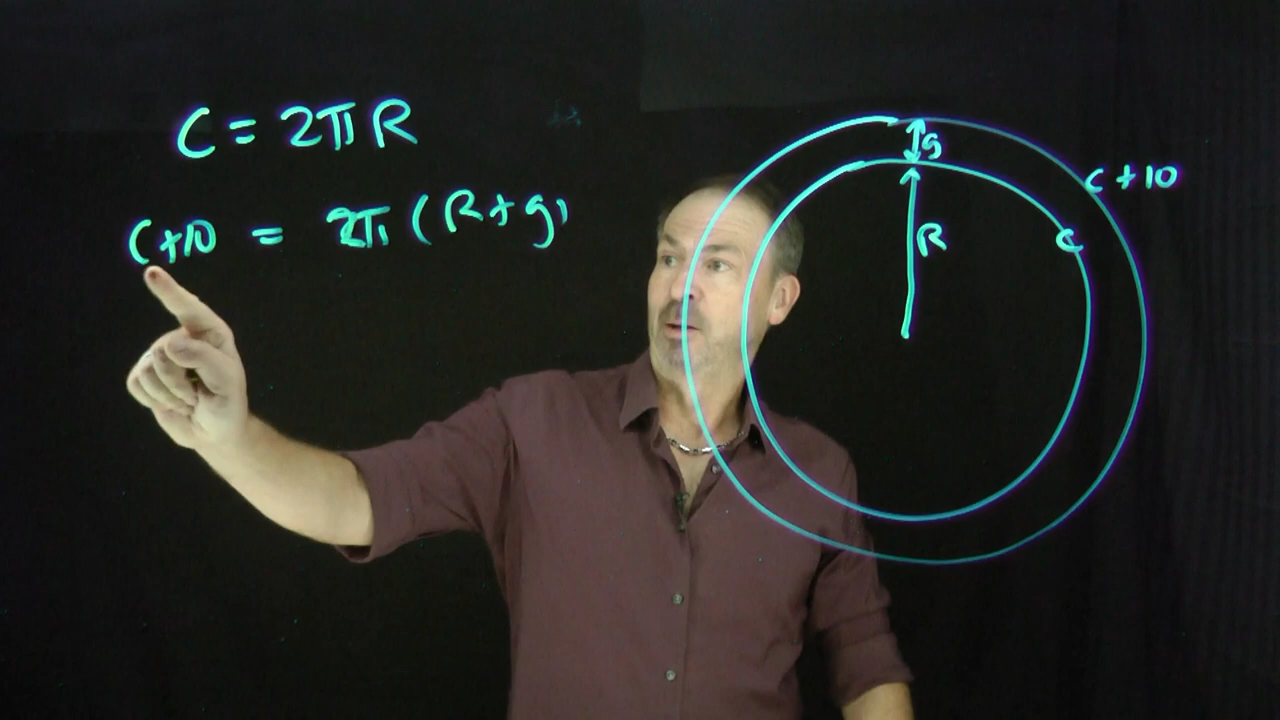 C = 2π R
C+10 = 2π (R+g)
g
C + 10
R
C